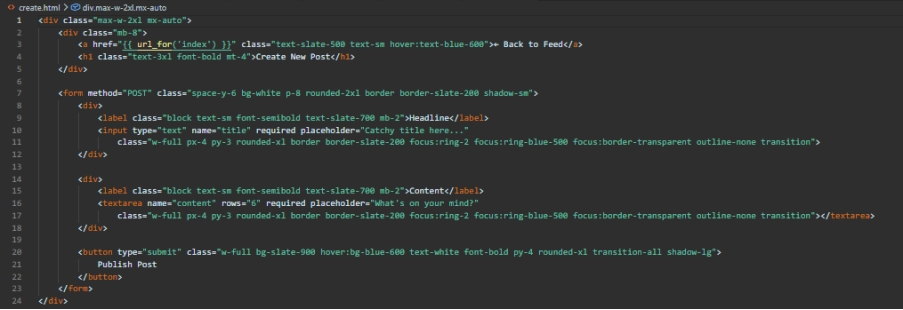 create.html > div.max-w-2xl.mx-auto
1 <div class="max-w-2xl mx-auto">
2 <div class="mb-8">
3 <a href="{{ url_for('index') }}" class="text-slate-500 text-sm hover:text-blue-600">← Back to Feed</a>
4 <h1 class="text-3xl font-bold mt-4">Create New Post</h1>
5 </div>
6
7 <form method="POST" class="space-y-6 bg-white p-8 rounded-2xl border border-slate-200 shadow-sm">
8 <div>
9 <label class="block text-sm font-semibold text-slate-700 mb-2">Headline</label>
10 <input type="text" name="title" required placeholder="Catchy title here..."
11 class="w-full px-4 py-3 rounded-xl border border-slate-200 focus:ring-2 focus:ring-blue-500 focus:border-transparent outline-none transition">
12 </div>
13
14 <div>
15 <label class="block text-sm font-semibold text-slate-700 mb-2">Content</label>
16 <textarea name="content" rows="6" required placeholder="What's on your mind?"
17 class="w-full px-4 py-3 rounded-xl border border-slate-200 focus:ring-2 focus:ring-blue-500 focus:border-transparent outline-none transition"></textarea>
18 </div>
19
20 <button type="submit" class="w-full bg-slate-900 hover:bg-blue-600 text-white font-bold py-4 rounded-xl transition-all shadow-lg">
21 Publish Post
22 </button>
23 </form>
24 </div>